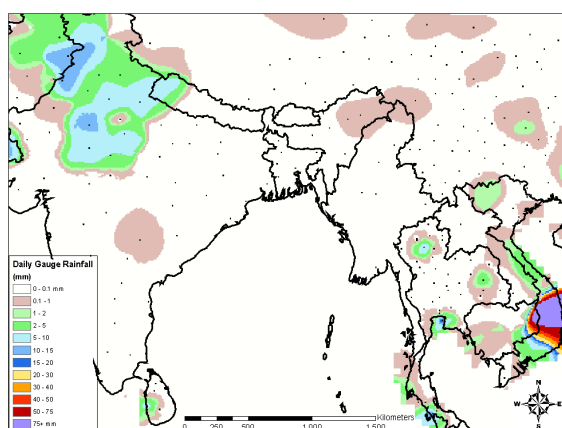 Daily Gauge Rainfall
(mm)
0 - 0.1 mm
0.1 - 1
1 - 2
2 - 5
5 - 10
10 - 15
15 - 20
20 - 30
30 - 40
40 - 50
50 - 75
75+ mm
Kilometers
0 250 500 1,000 1,500
N
W E
S